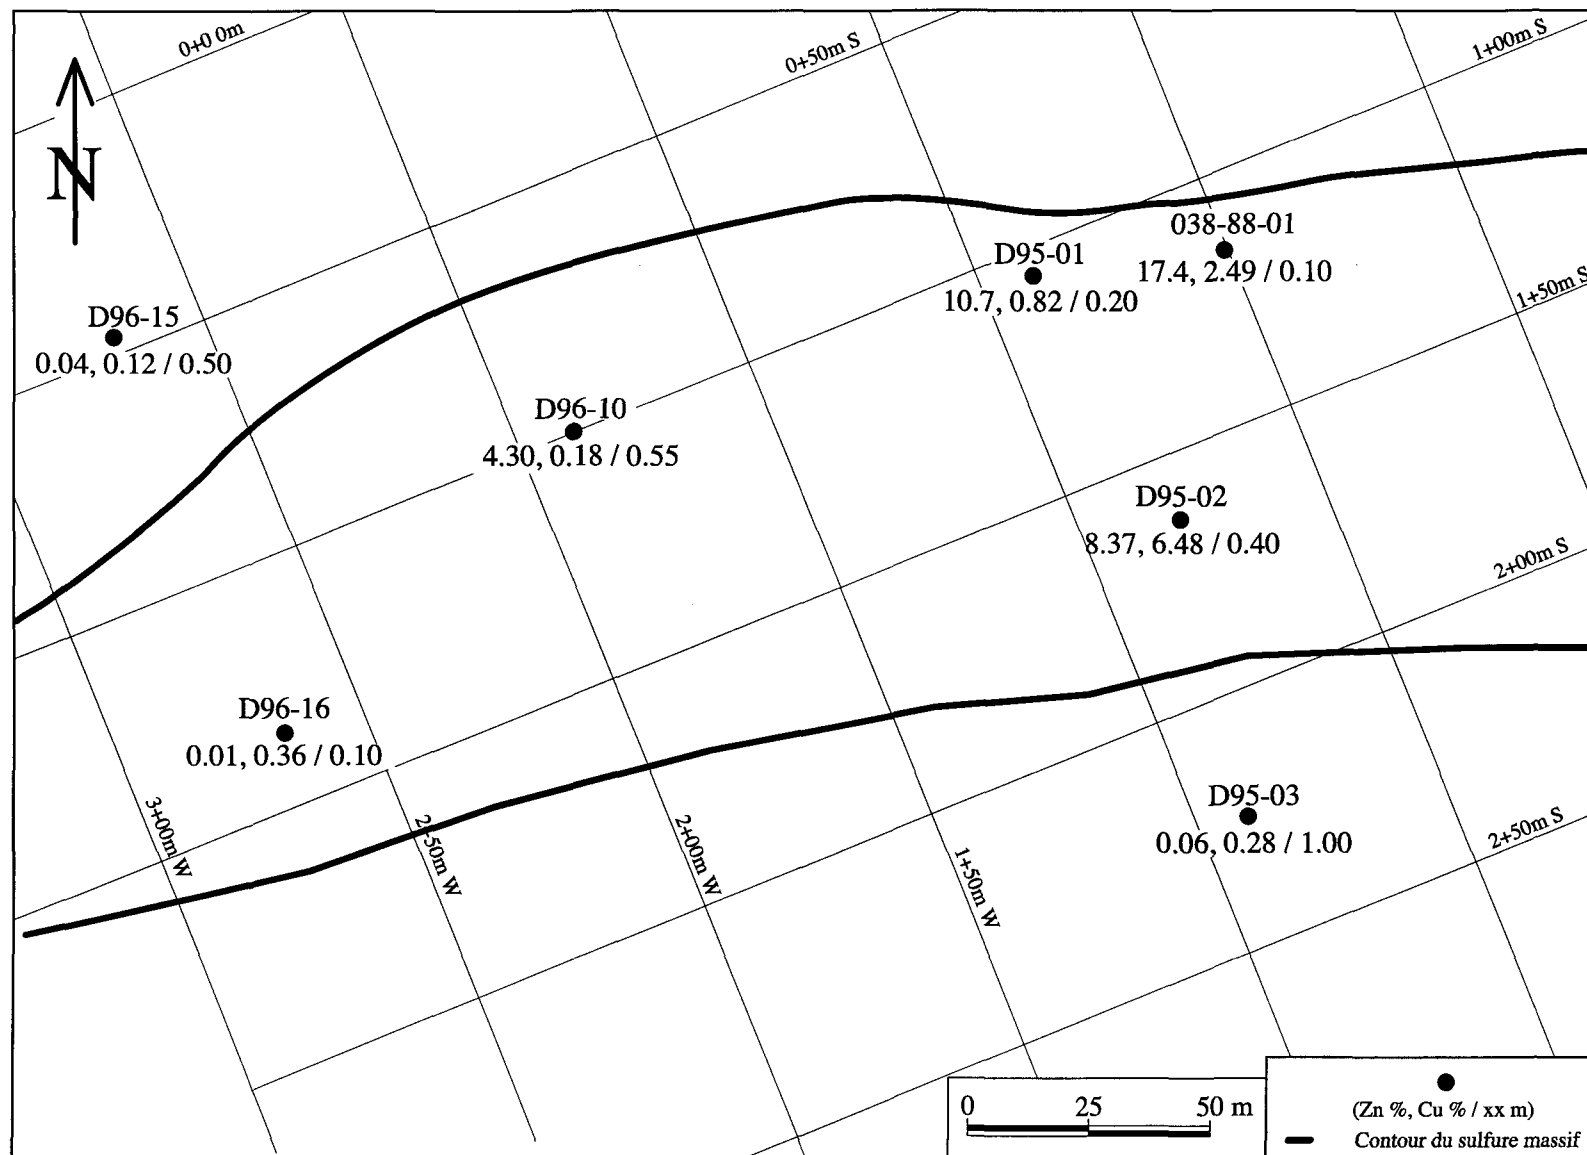 0+0 0m
0+50m S
1+00m S
N
038-88-01
17.4, 2.49 / 0.10
D95-01
10.7, 0.82 / 0.20
1+50m S
D96-15
0.04, 0.12 / 0.50
D96-10
4.30, 0.18 / 0.55
D95-02
8.37, 6.48 / 0.40
2+00m S
D96-16
0.01, 0.36 / 0.10
D95-03
0.06, 0.28 / 1.00
2+50m S
3+00m W
2+50m W
2+00m W
1+50m W
0 25 50 m
(Zn %, Cu % / xx m)
Contour du sulfure massif